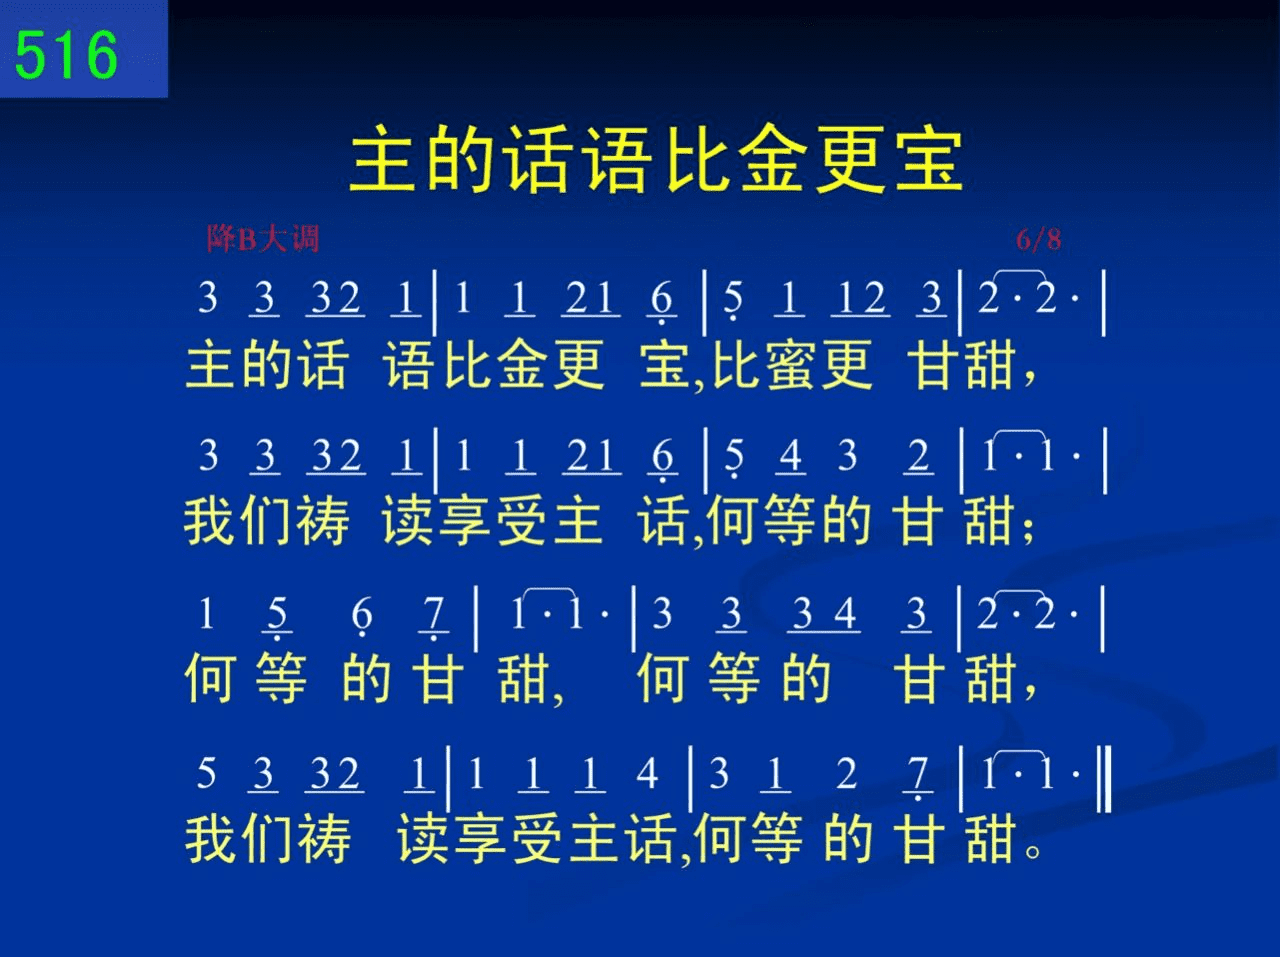 516
主的话语比金更宝
降B大调 6/8
3 3 32 1 | 1 1 21 6̣ | 5̣ 1 12 3 | 2 · 2 · |
主的话 语比金更 宝,比蜜更 甘甜，
3 3 32 1 | 1 1 21 6̣ | 5̣ 4 3 2 | 1 · 1 · |
我们祷 读享受主 话,何等的 甘 甜；
1 5̣ 6̣ 7̣ | 1 · 1 · | 3 3 3 4 3 | 2 · 2 · |
何 等 的 甘 甜, 何 等 的 甘 甜，
5 3 32 1 | 1 1 1 4 | 3 1 2 7̣ | 1 · 1 · ‖
我们祷 读享受主话,何等 的 甘 甜。